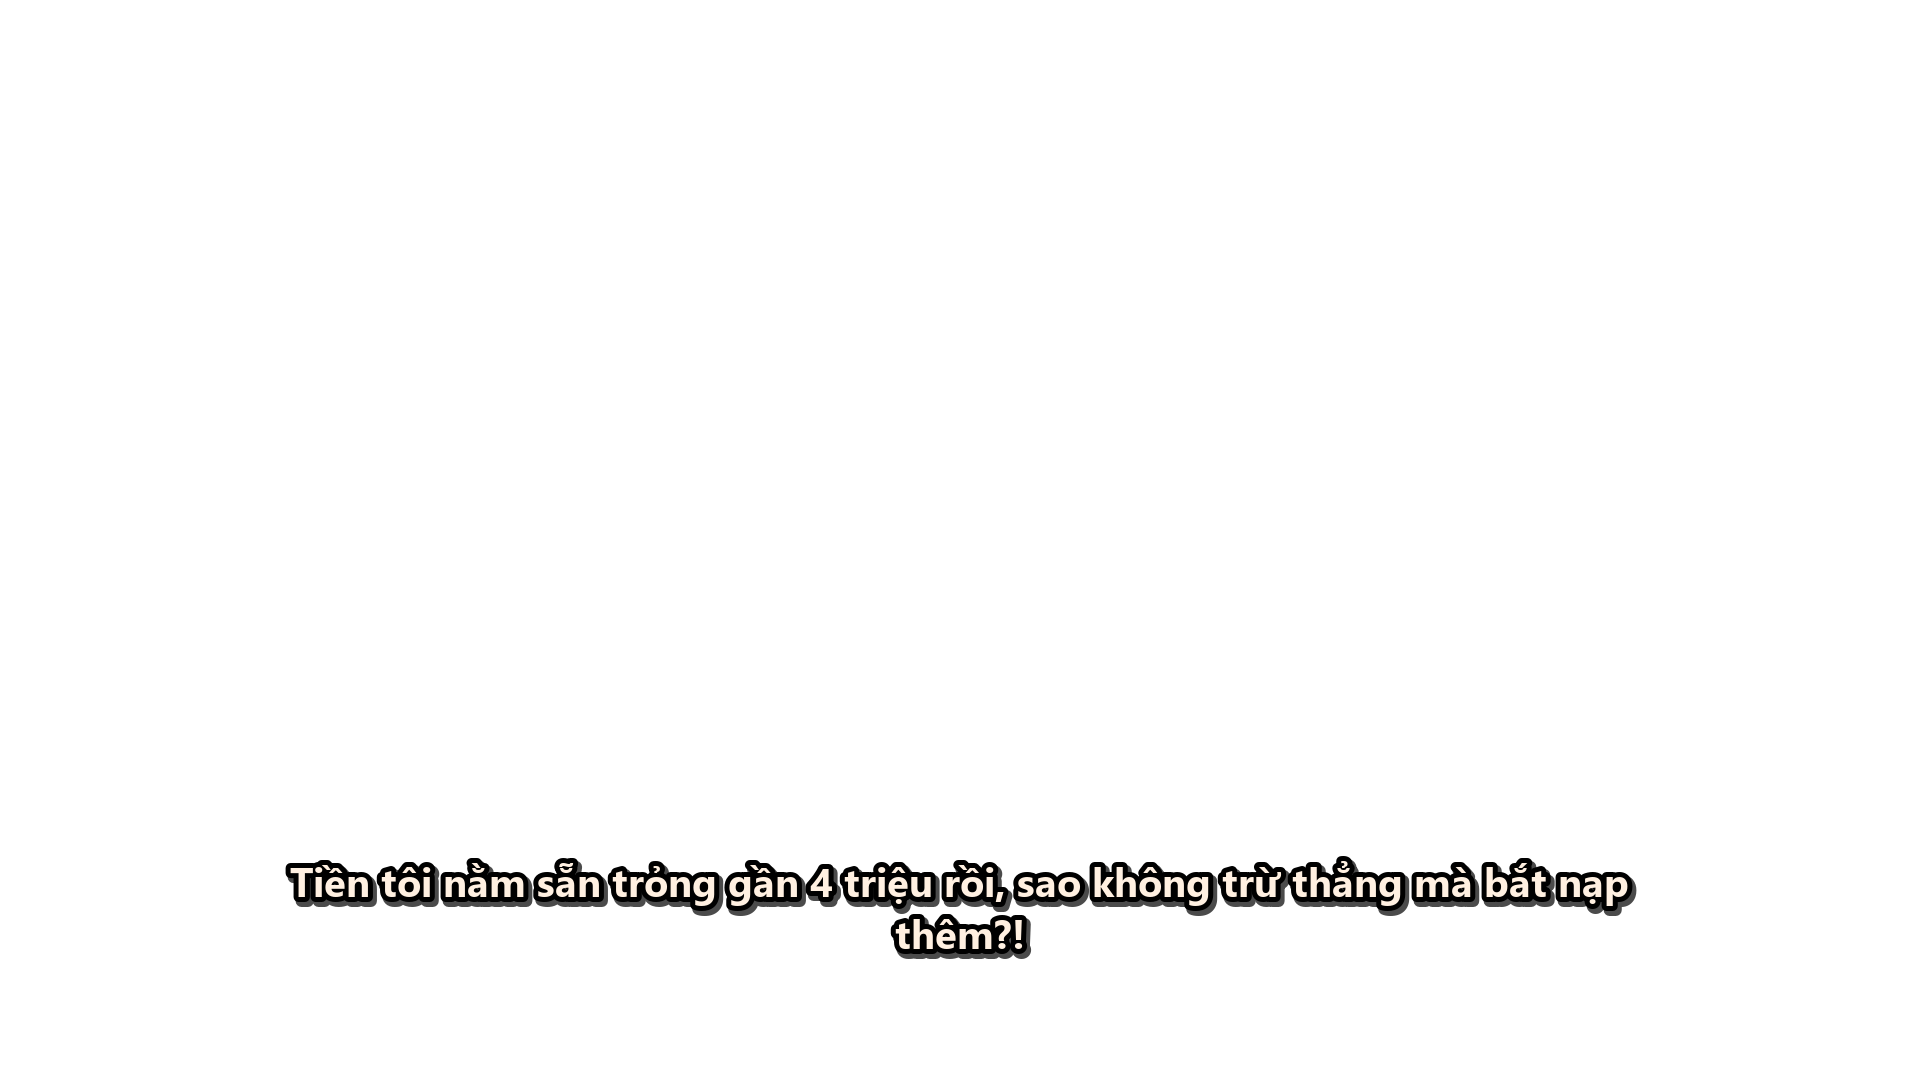 Tiền tôi nằm sẵn trỏng gần 4 triệu rồi, sao không trừ thẳng mà bắt nạp
thêm?!